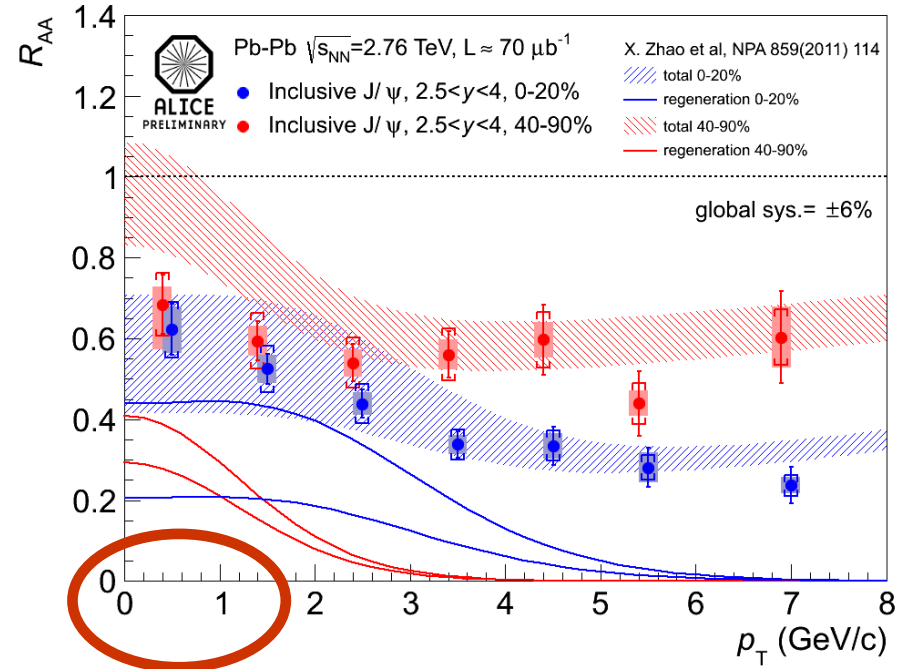 R_AA
1.4
1.2
1
0.8
0.6
0.4
0.2
0
ALICE
PRELIMINARY
Pb-Pb √s_NN=2.76 TeV, L ≈ 70 μb⁻¹
Inclusive J/ ψ, 2.5<y<4, 0-20%
Inclusive J/ ψ, 2.5<y<4, 40-90%
X. Zhao et al, NPA 859(2011) 114
total 0-20%
regeneration 0-20%
total 40-90%
regeneration 40-90%
global sys.= ±6%
0 1 2 3 4 5 6 7 8
p_T (GeV/c)